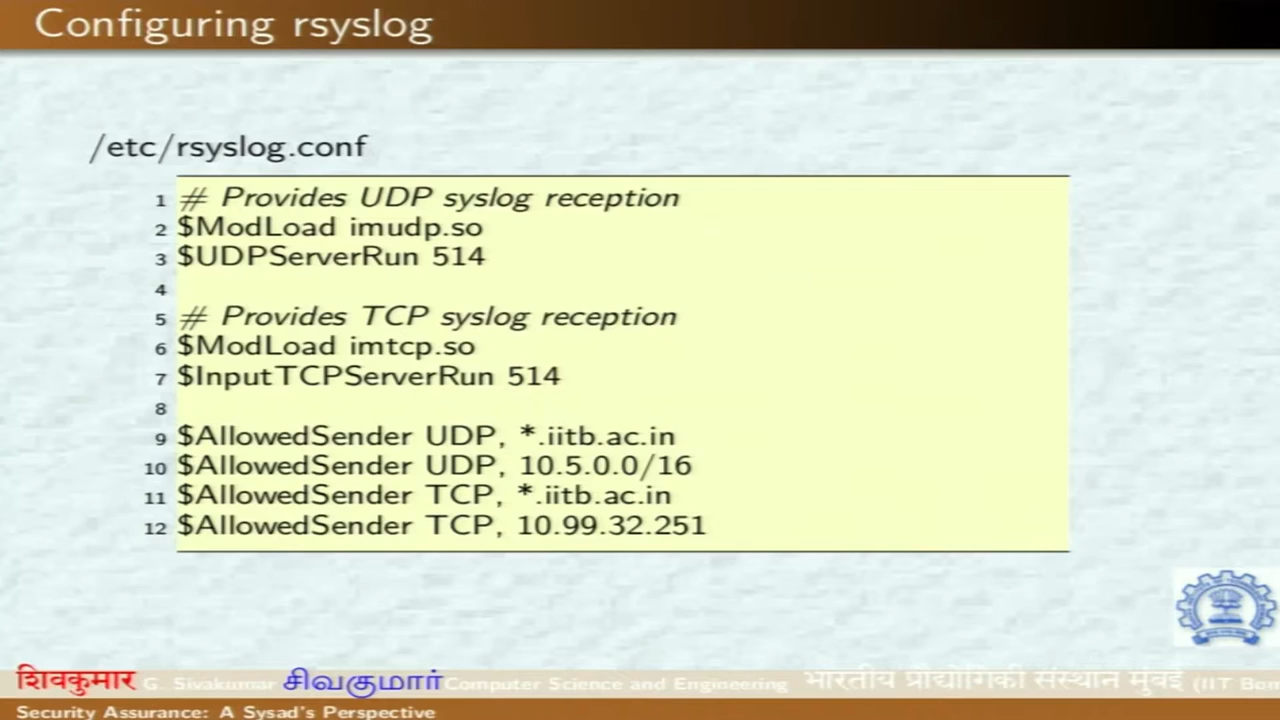 Configuring rsyslog
/etc/rsyslog.conf
1 # Provides UDP syslog reception
2 $ModLoad imudp.so
3 $UDPServerRun 514
4
5 # Provides TCP syslog reception
6 $ModLoad imtcp.so
7 $InputTCPServerRun 514
8
9 $AllowedSender UDP, *.iitb.ac.in
10 $AllowedSender UDP, 10.5.0.0/16
11 $AllowedSender TCP, *.iitb.ac.in
12 $AllowedSender TCP, 10.99.32.251
शिवकुमार G. Sivakumar சிவகுமார் Computer Science and Engineering भारतीय प्रौद्योगिकी संस्थान मुंबई (IIT Bom
Security Assurance: A Sysad's Perspective